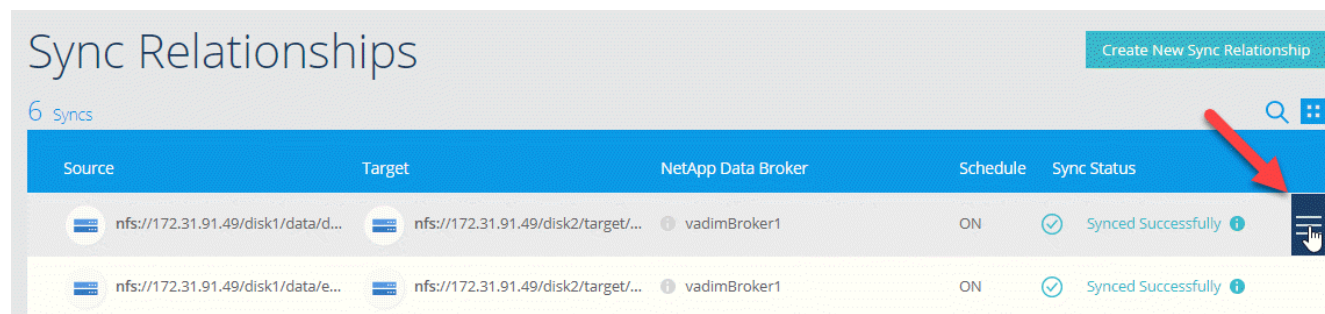 Sync Relationships
Create New Sync Relationship
6 Syncs
Source Target NetApp Data Broker Schedule Sync Status
nfs://172.31.91.49/disk1/data/d... nfs://172.31.91.49/disk2/target/... vadimBroker1 ON Synced Successfully
nfs://172.31.91.49/disk1/data/e... nfs://172.31.91.49/disk2/target/... vadimBroker1 ON Synced Successfully